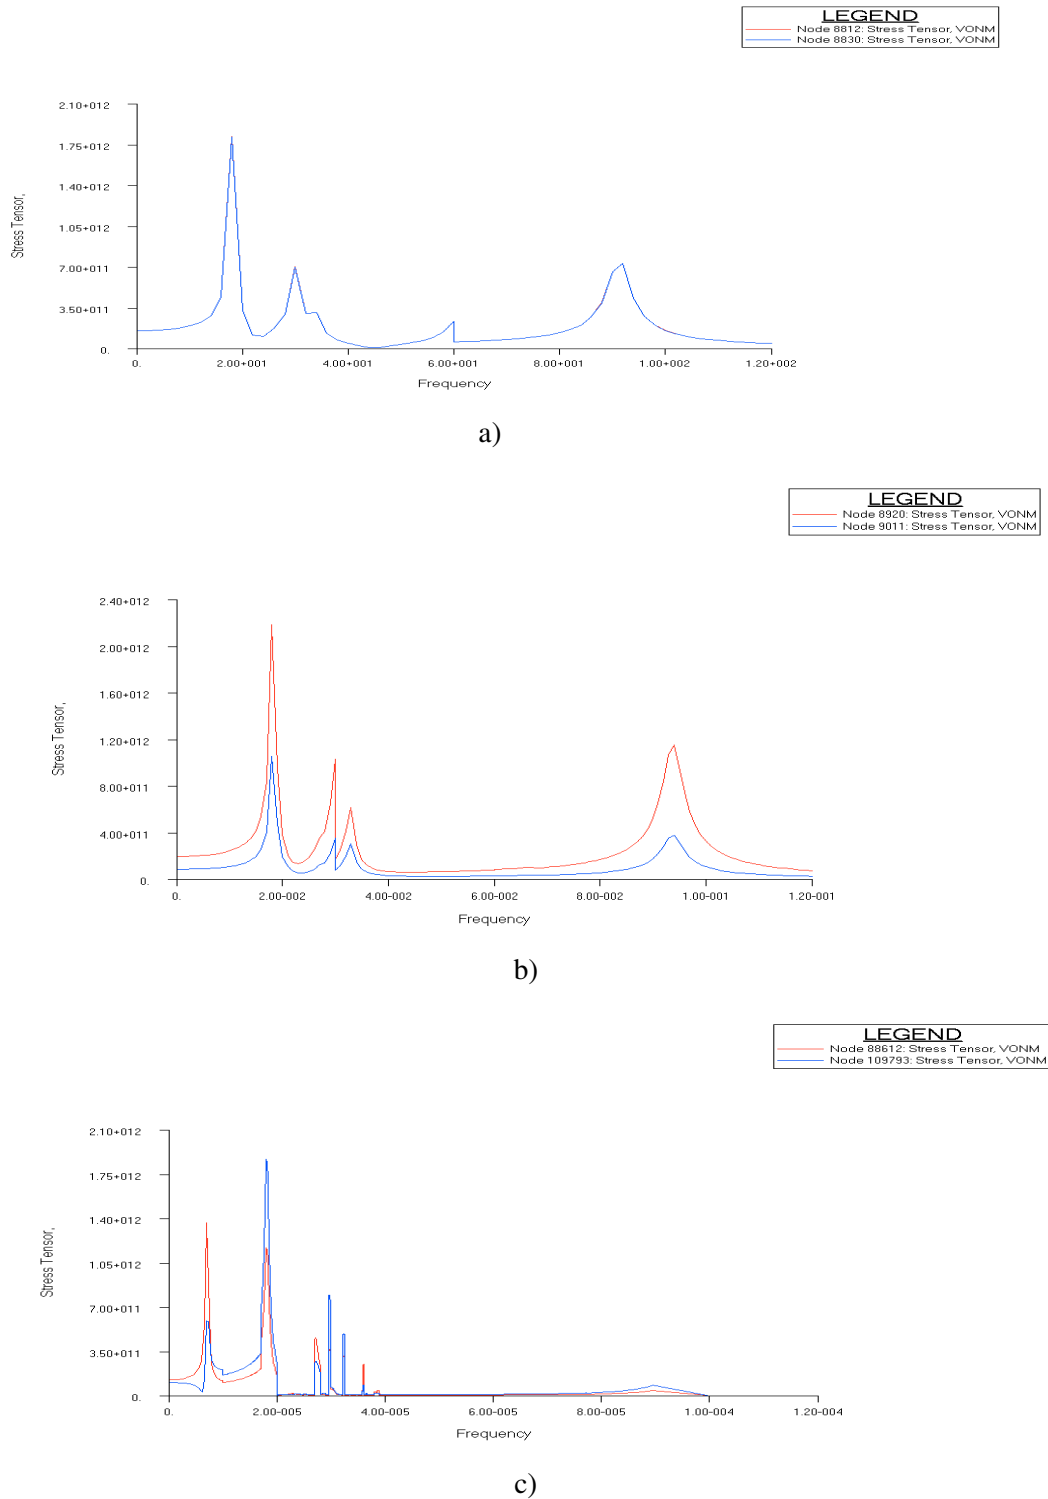 LEGEND
Node 8812: Stress Tensor, VONM
Node 8830: Stress Tensor, VONM
2.10+012
1.75+012
1.40+012
1.05+012
7.00+011
3.50+011
0.
Stress Tensor,
0. 2.00+001 4.00+001 6.00+001 8.00+001 1.00+002 1.20+002
Frequency
a)
LEGEND
Node 8920: Stress Tensor, VONM
Node 9011: Stress Tensor, VONM
2.40+012
2.00+012
1.60+012
1.20+012
8.00+011
4.00+011
0.
Stress Tensor,
0. 2.00-002 4.00-002 6.00-002 8.00-002 1.00-001 1.20-001
Frequency
b)
LEGEND
Node 88612: Stress Tensor, VONM
Node 109793: Stress Tensor, VONM
2.10+012
1.75+012
1.40+012
1.05+012
7.00+011
3.50+011
0.
Stress Tensor,
0. 2.00-005 4.00-005 6.00-005 8.00-005 1.00-004 1.20-004
Frequency
c)